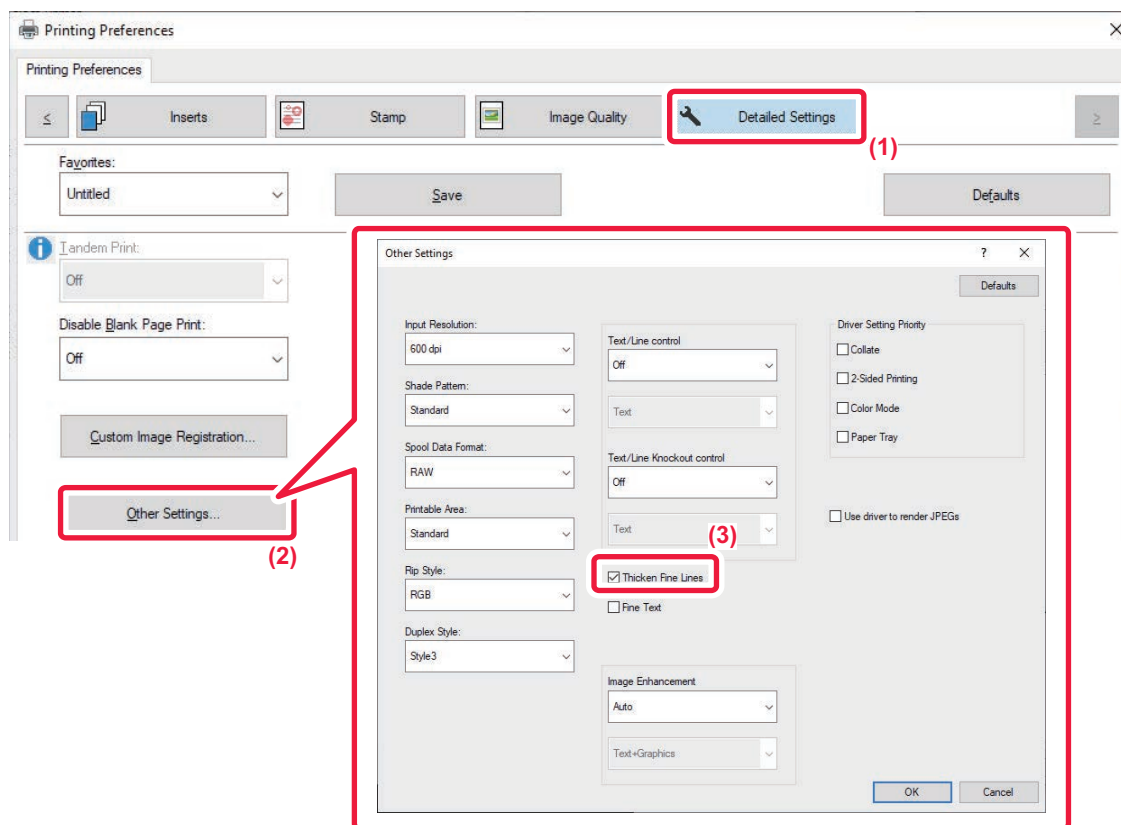 Printing Preferences
Printing Preferences
<
Inserts
Stamp
Image Quality
Detailed Settings
>
(1)
Favorites:
Untitled
Save
Defaults
i
Tandem Print:
Off
Disable Blank Page Print:
Off
Custom Image Registration...
Other Settings...
(2)
Other Settings
?
Defaults
Input Resolution:
600 dpi
Shade Pattern:
Standard
Spool Data Format:
RAW
Printable Area:
Standard
Rip Style:
RGB
Duplex Style:
Style3
Text/Line control
Off
Text
Text/Line Knockout control
Off
Text
(3)
Thicken Fine Lines
Fine Text
Image Enhancement
Auto
Text+Graphics
Driver Setting Priority
Collate
2-Sided Printing
Color Mode
Paper Tray
Use driver to render JPEGs
OK
Cancel